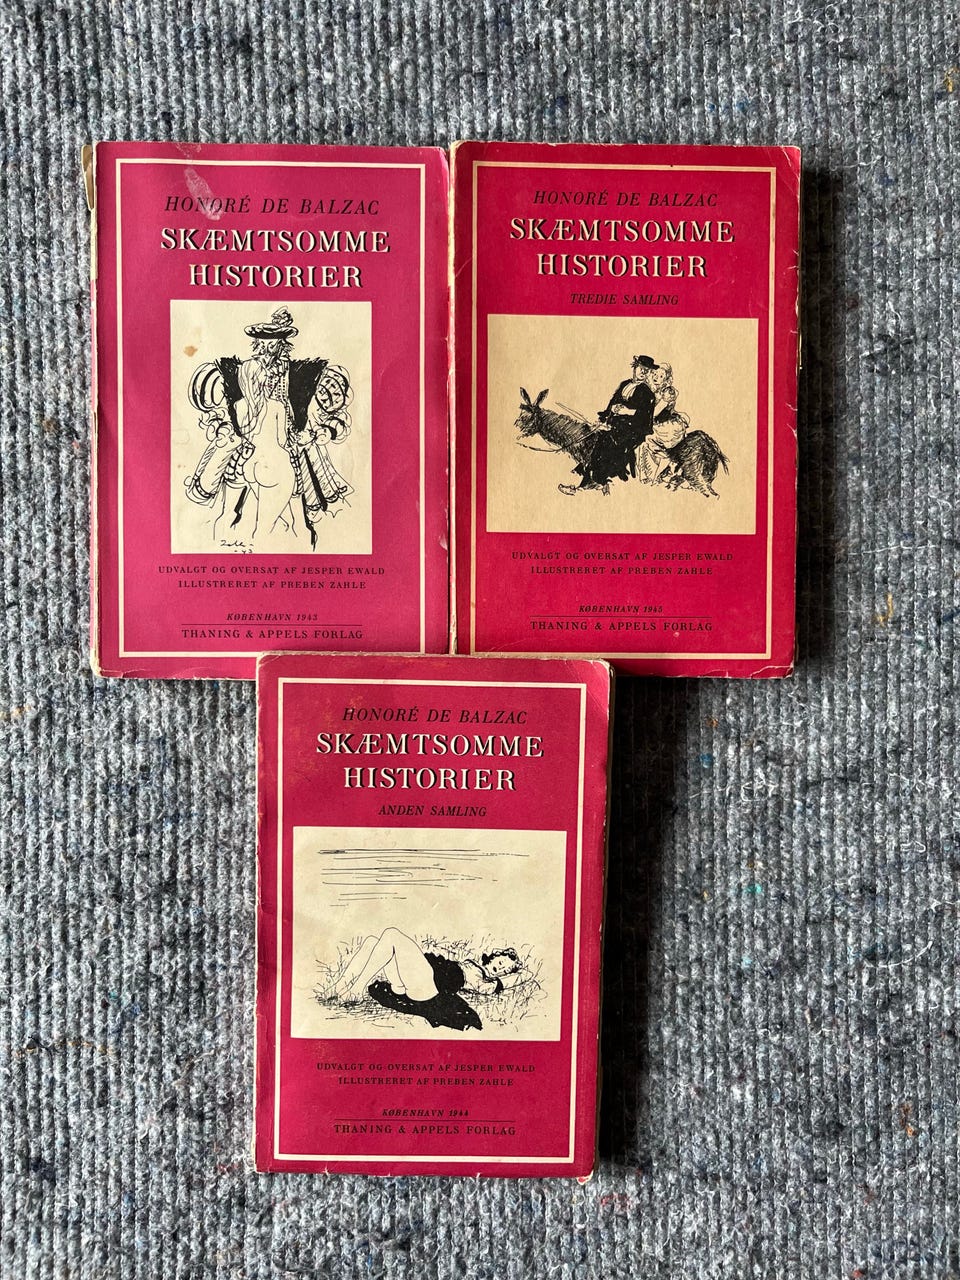 HONORÉ DE BALZAC
SKÆMTSOMME
HISTORIER
Zahle -
- 43
UDVALGT OG OVERSAT AF JESPER EWALD
ILLUSTRERET AF PREBEN ZAHLE
KØBENHAVN 1943
THANING & APPELS FORLAG
HONORÉ DE BALZAC
SKÆMTSOMME
HISTORIER
TREDIE SAMLING
UDVALGT OG OVERSAT AF JESPER EWALD
ILLUSTRERET AF PREBEN ZAHLE
KØBENHAVN 1945
THANING & APPELS FORLAG
HONORÉ DE BALZAC
SKÆMTSOMME
HISTORIER
ANDEN SAMLING
UDVALGT OG OVERSAT AF JESPER EWALD
ILLUSTRERET AF PREBEN ZAHLE
KØBENHAVN 1944
THANING & APPELS FORLAG